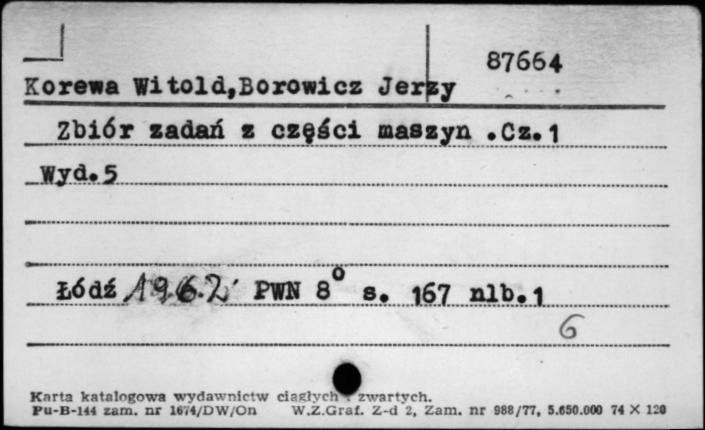 87664
Korewa Witold,Borowicz Jerzy
Zbiór zadań z części maszyn .Cz.1
Wyd.5
Łódź 1962 PWN 8° s. 167 nlb.1
6
Karta katalogowa wydawnictw ciągłych i zwartych.
Pu-B-144 zam. nr 1674/DW/On W.Z.Graf. Z-d 2, Zam. nr 988/77, 5.650.000 74 X 120